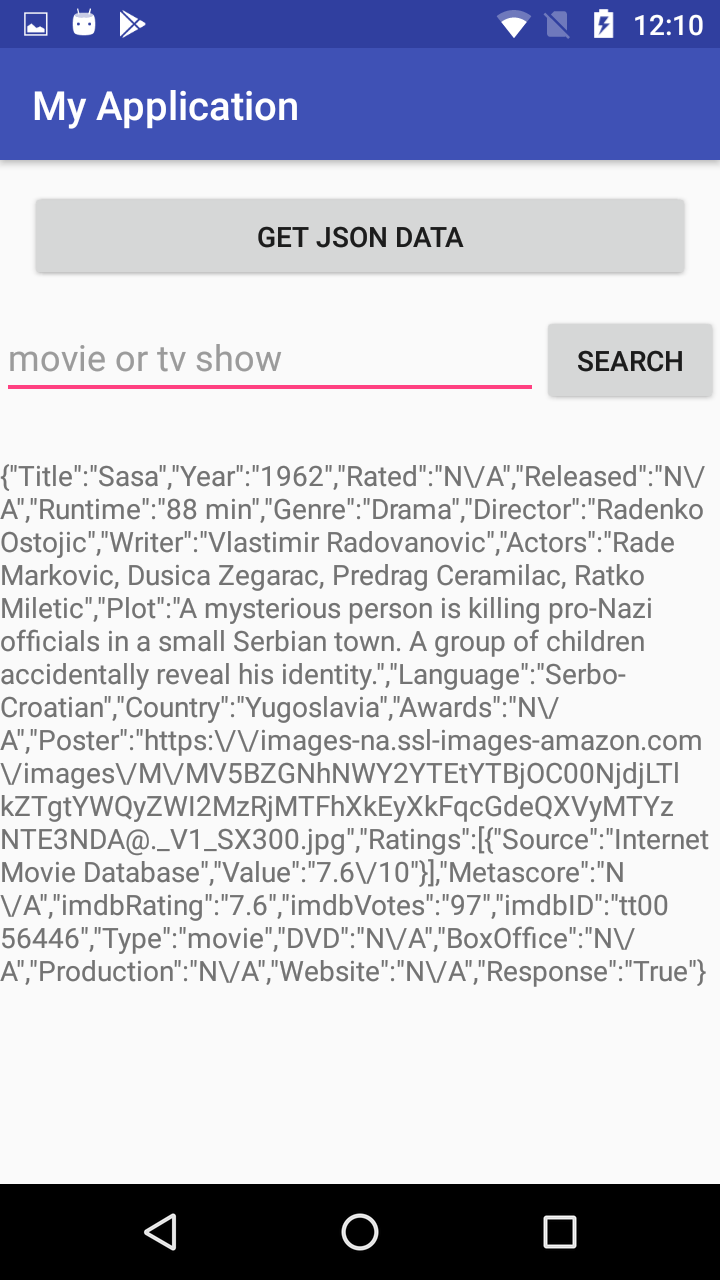 12:10
My Application
GET JSON DATA
movie or tv show
SEARCH
{"Title":"Sasa","Year":"1962","Rated":"N\/A","Released":"N\/
A","Runtime":"88 min","Genre":"Drama","Director":"Radenko
Ostojic","Writer":"Vlastimir Radovanovic","Actors":"Rade
Markovic, Dusica Zegarac, Predrag Ceramilac, Ratko
Miletic","Plot":"A mysterious person is killing pro-Nazi
officials in a small Serbian town. A group of children
accidentally reveal his identity.","Language":"Serbo-
Croatian","Country":"Yugoslavia","Awards":"N\/
A","Poster":"https:\/\/images-na.ssl-images-amazon.com
\/images\/M\/MV5BZGNhNWY2YTEtYTBjOC00NjdjLTl
kZTgtYWQyZWI2MzRjMTFhXkEyXkFqcGdeQXVyMTYz
NTE3NDA@._V1_SX300.jpg","Ratings":[{"Source":"Internet
Movie Database","Value":"7.6\/10"}],"Metascore":"N
\/A","imdbRating":"7.6","imdbVotes":"97","imdbID":"tt00
56446","Type":"movie","DVD":"N\/A","BoxOffice":"N\/
A","Production":"N\/A","Website":"N\/A","Response":"True"}